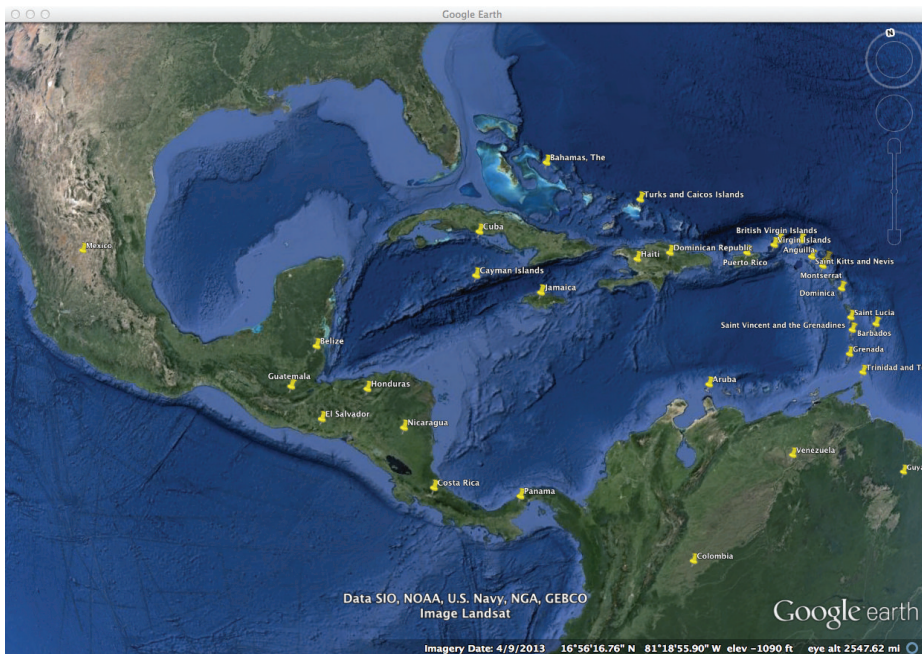 Google Earth
N
Bahamas, The
Turks and Caicos Islands
Mexico
Cuba
British Virgin Islands
Virgin Islands
Anguilla
Haiti
Dominican Republic
Puerto Rico
Saint Kitts and Nevis
Cayman Islands
Montserrat
Jamaica
Dominica
Saint Lucia
Saint Vincent and the Grenadines
Barbados
Belize
Grenada
Guatemala
Honduras
Aruba
Trinidad and T
El Salvador
Nicaragua
Venezuela
Guya
Costa Rica
Panama
Colombia
Data SIO, NOAA, U.S. Navy, NGA, GEBCO
Image Landsat
Google earth
Imagery Date: 4/9/2013 16°56'16.76" N 81°18'55.90" W elev -1090 ft eye alt 2547.62 mi